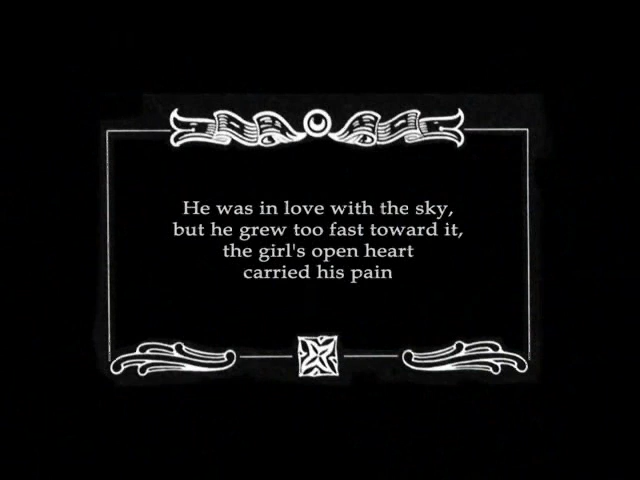 He was in love with the sky,
but he grew too fast toward it,
the girl's open heart
carried his pain